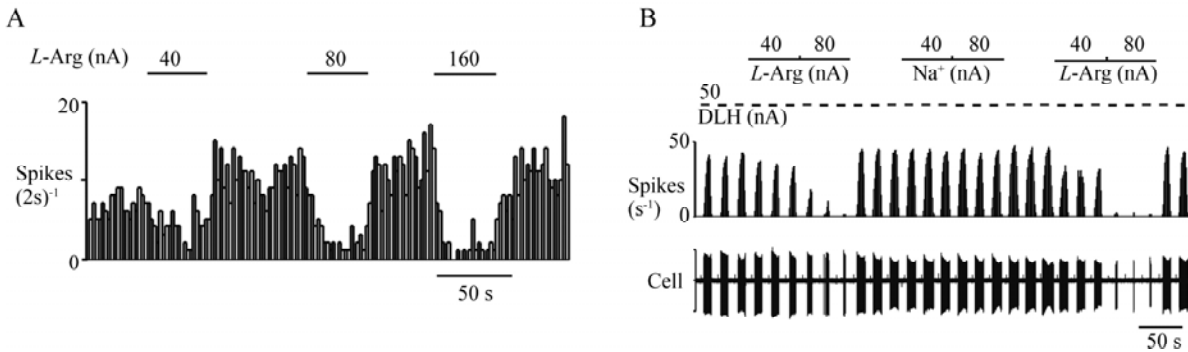 A
L-Arg (nA) 40 80 160
20
Spikes
(2s)-1
0
50 s
B
40 80 40 80 40 80
L-Arg (nA) Na+ (nA) L-Arg (nA)
50
DLH (nA)
50
Spikes
(s-1)
0
Cell
50 s